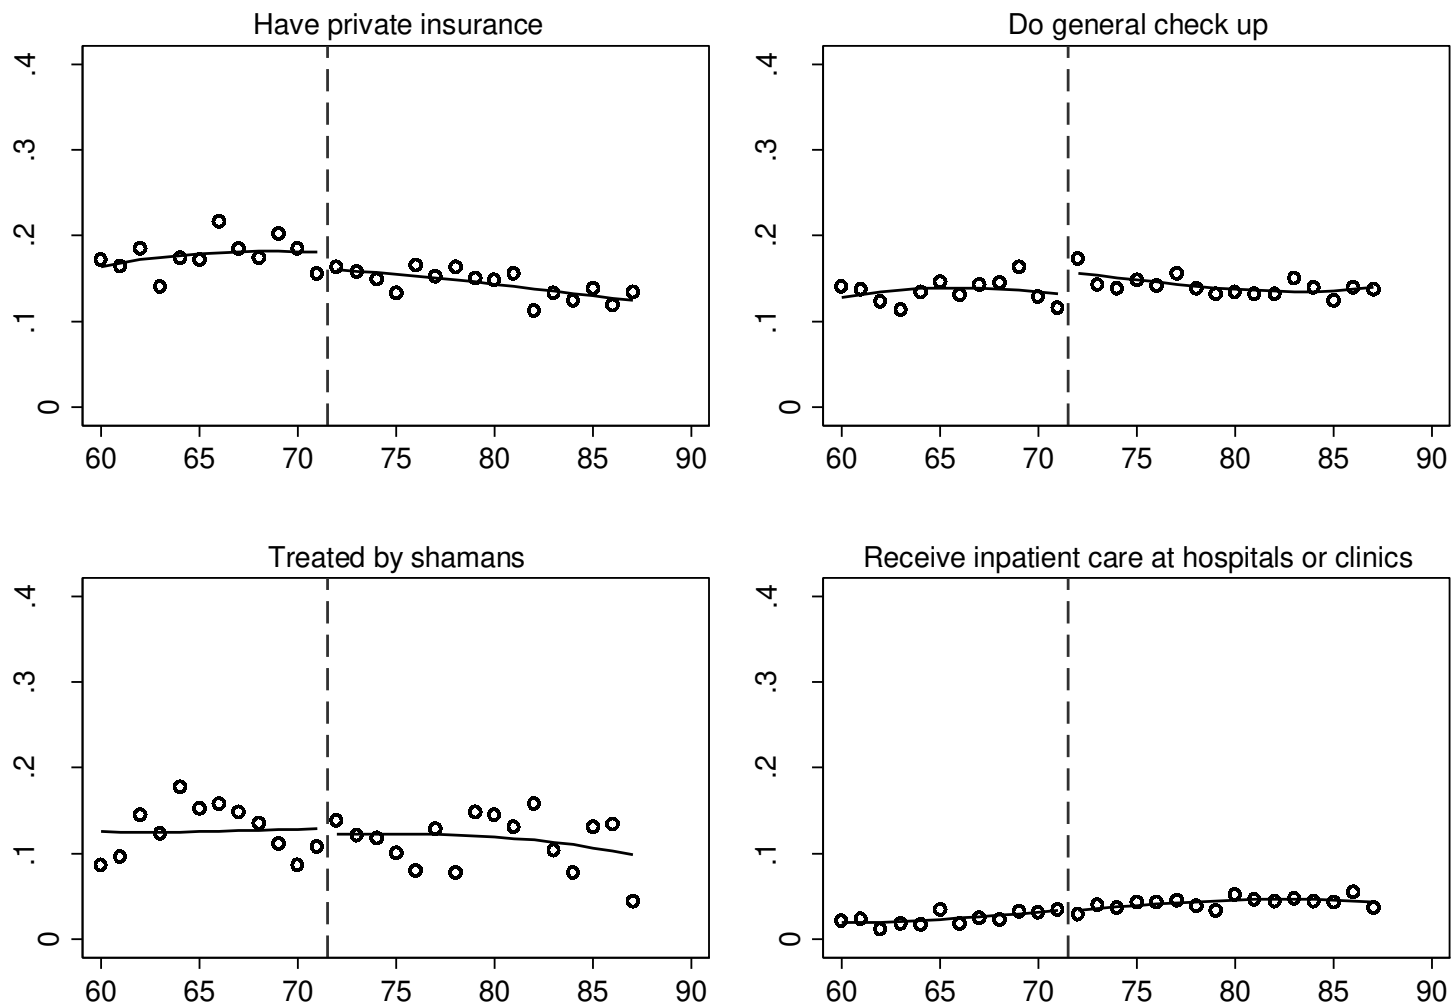 Have private insurance
.4
.3
.2
.1
0
60 65 70 75 80 85 90
Do general check up
.4
.3
.2
.1
0
60 65 70 75 80 85 90
Treated by shamans
.4
.3
.2
.1
0
60 65 70 75 80 85 90
Receive inpatient care at hospitals or clinics
.4
.3
.2
.1
0
60 65 70 75 80 85 90